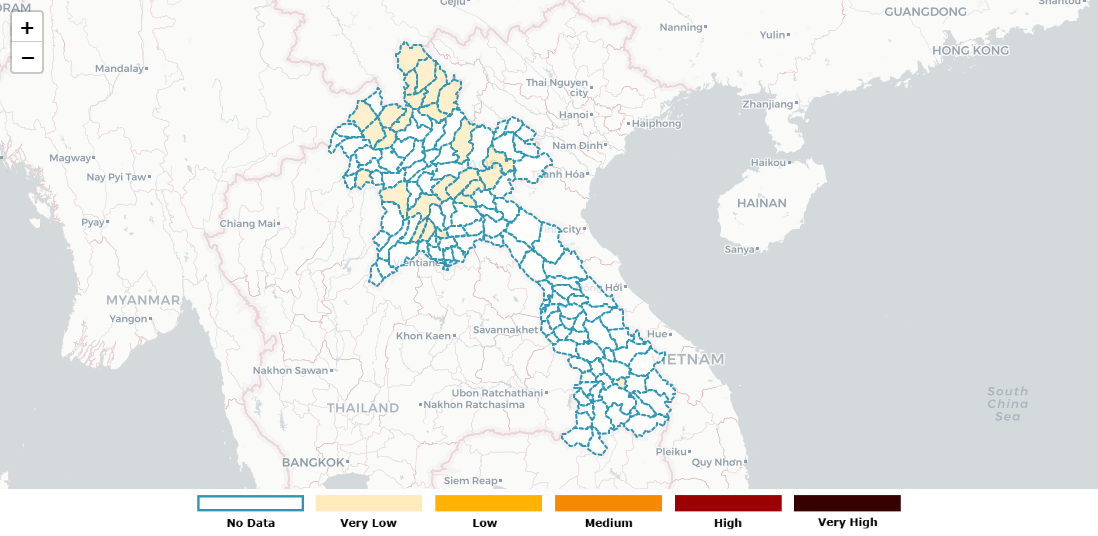 Gejiu
Shantou
GUANGDONG
Nanning
Yulin
+
HONG KONG
−
Mandalay
Thai Nguyen
city
Zhanjiang
Hanoi
Haiphong
Nam Định
Magway
Haikou
Nay Pyi Taw
anh Hóa
HAINAN
Pyay
Chiang Mai
city
Sanya
Vientiane
Hới
MYANMAR
Yangon
Khon Kaen
Savannakhet
Hue
VIETNAM
Nakhon Sawan
Ubon Ratchathani
South
China
Sea
THAILAND
Nakhon Ratchasima
Pleiku
BANGKOK
Quy Nhơn
Siem Reap
No Data
Very Low
Low
Medium
High
Very High